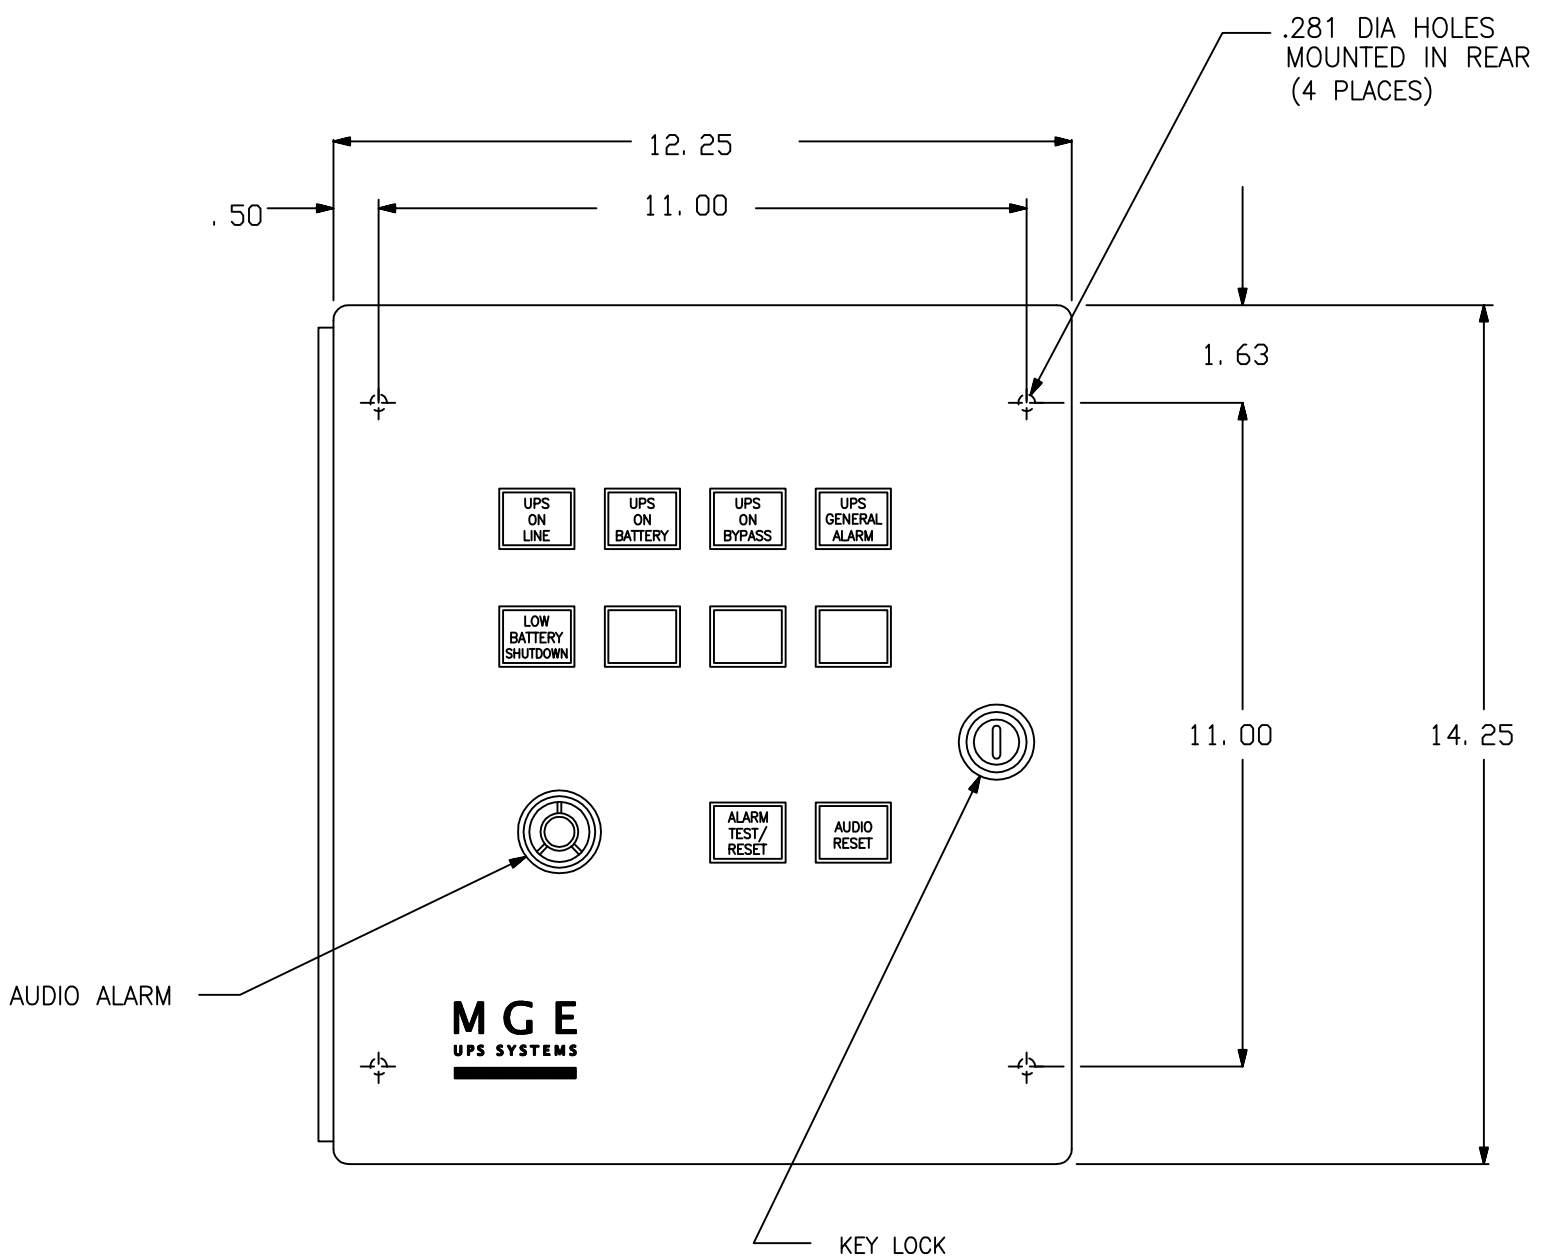 .281 DIA HOLES
MOUNTED IN REAR
(4 PLACES)
12.25
.50
11.00
1.63
UPS
ON
LINE
UPS
ON
BATTERY
UPS
ON
BYPASS
UPS
GENERAL
ALARM
LOW
BATTERY
SHUTDOWN
11.00
14.25
ALARM
TEST/
RESET
AUDIO
RESET
AUDIO ALARM
MGE
UPS SYSTEMS
KEY LOCK